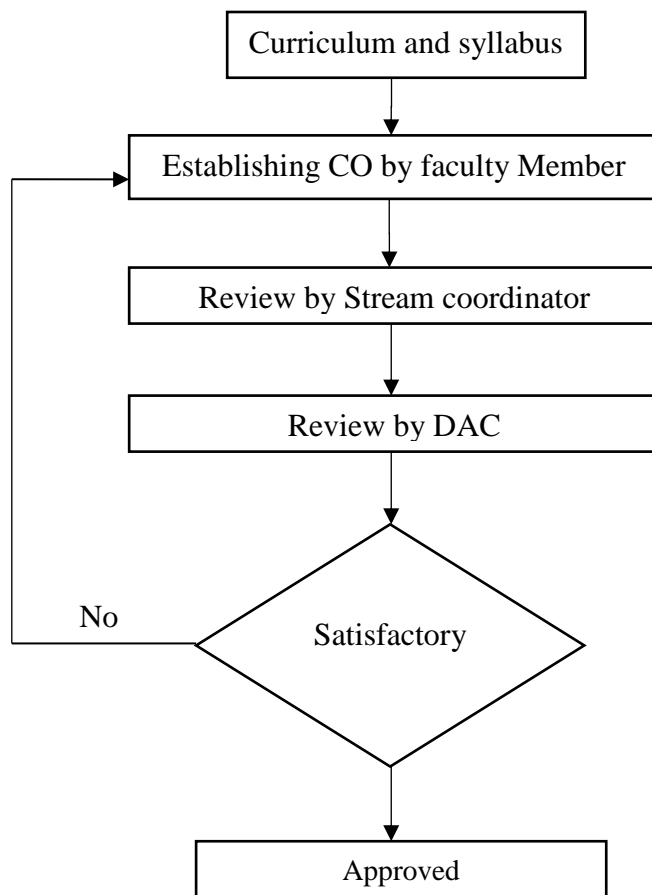 Curriculum and syllabus
Establishing CO by faculty Member
Review by Stream coordinator
Review by DAC
Satisfactory
No
Approved